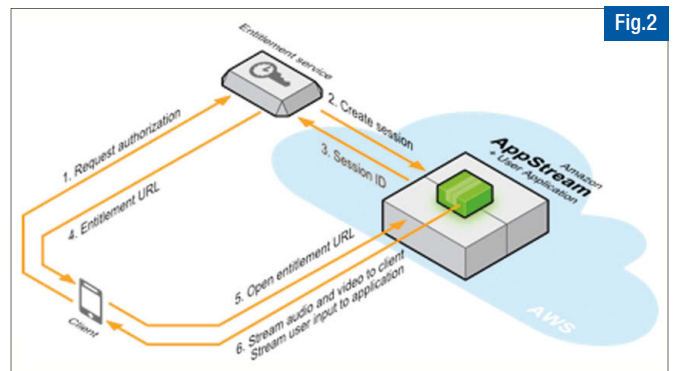 Fig.2
Entitlement service
1. Request authorization
2. Create session
3. Session ID
4. Entitlement URL
Amazon
AppStream
+ User Application
5. Open entitlement URL
6. Stream audio and video to client
Stream user input to application
Client
AWS